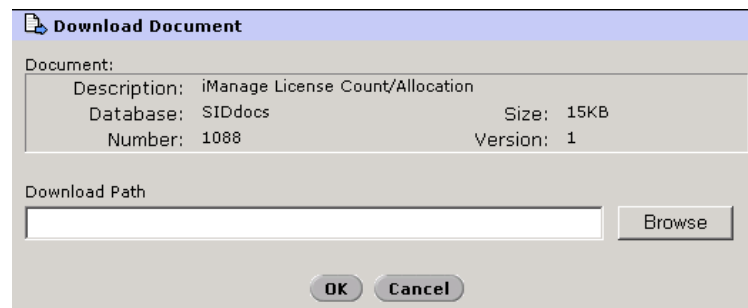 Download Document
Document:
Description: iManage License Count/Allocation
Database: SIDdocs Size: 15KB
Number: 1088 Version: 1
Download Path
Browse
OK Cancel